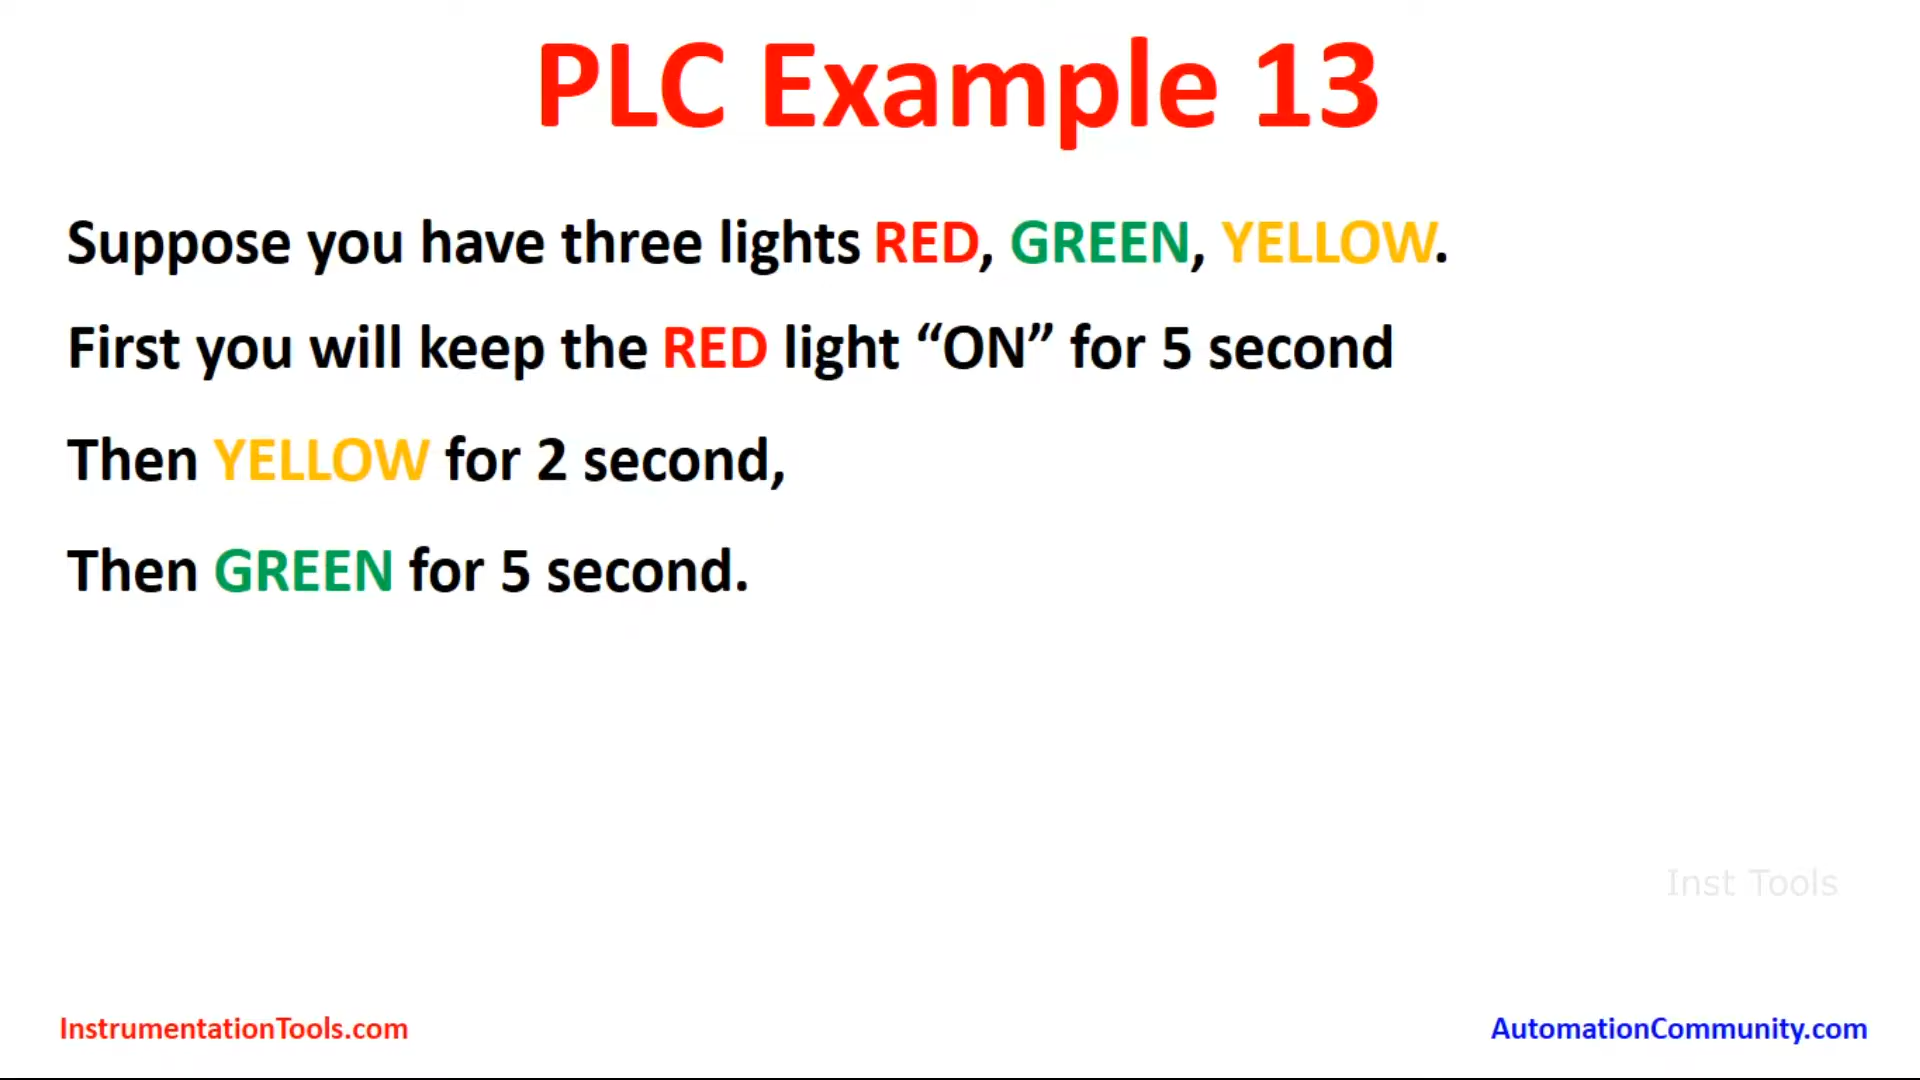 PLC Example 13
Suppose you have three lights RED, GREEN, YELLOW.
First you will keep the RED light “ON” for 5 second
Then YELLOW for 2 second,
Then GREEN for 5 second.
Inst Tools
InstrumentationTools.com
AutomationCommunity.com